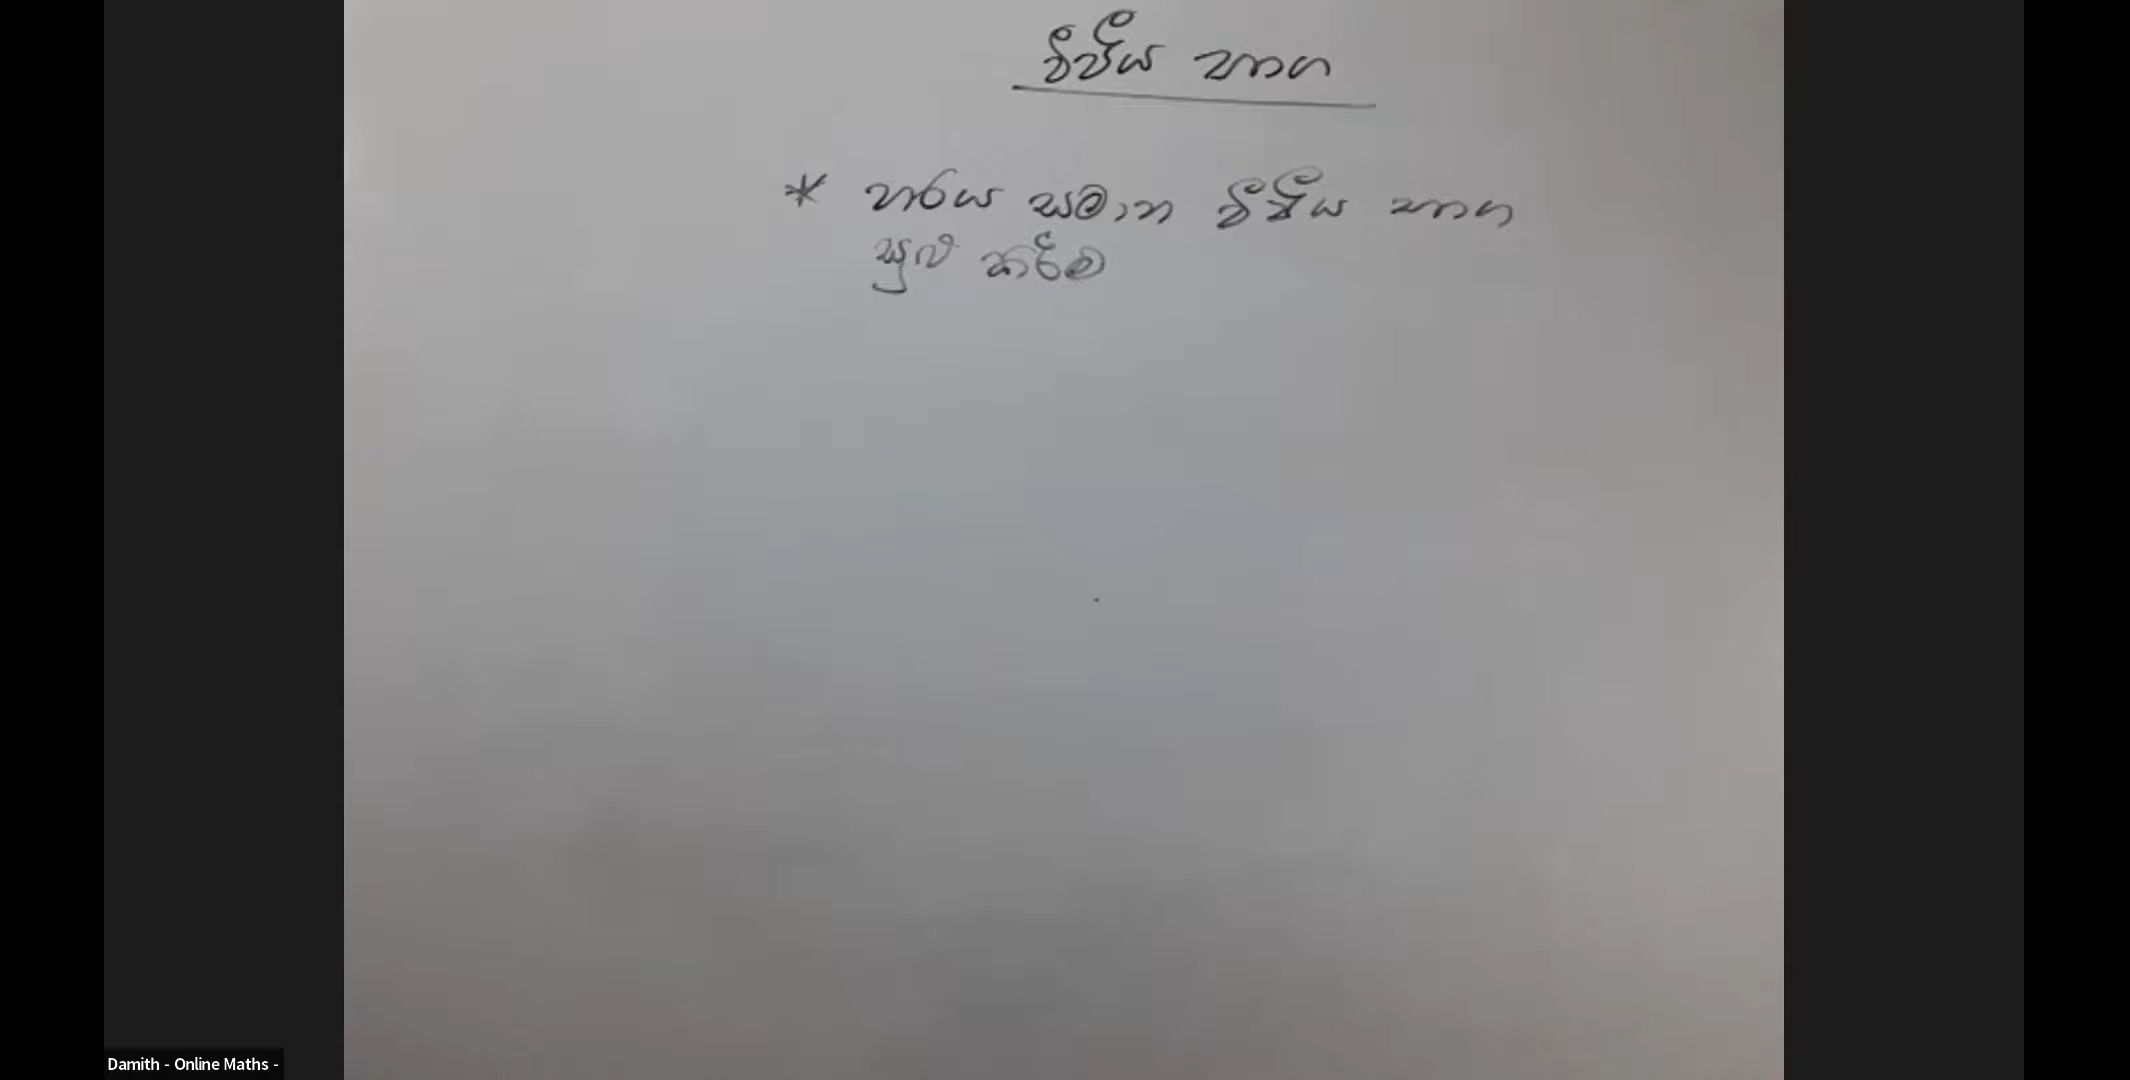 වීජීය භාග
* හරය සමාන වීජීය භාග
සුළු කිරීම
Damith - Online Maths -